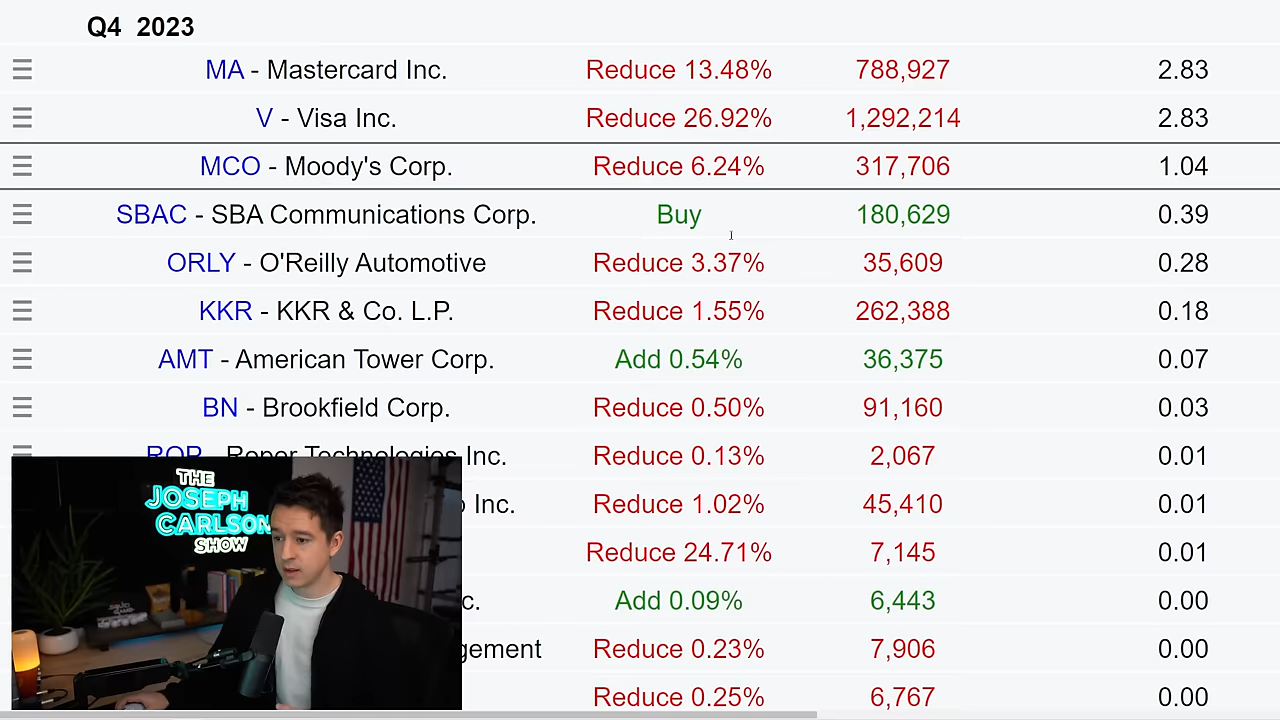 Q4 2023
MA - Mastercard Inc. Reduce 13.48% 788,927 2.83
V - Visa Inc. Reduce 26.92% 1,292,214 2.83
MCO - Moody's Corp. Reduce 6.24% 317,706 1.04
SBAC - SBA Communications Corp. Buy 180,629 0.39
ORLY - O'Reilly Automotive Reduce 3.37% 35,609 0.28
KKR - KKR & Co. L.P. Reduce 1.55% 262,388 0.18
AMT - American Tower Corp. Add 0.54% 36,375 0.07
BN - Brookfield Corp. Reduce 0.50% 91,160 0.03
ROP - Roper Technologies Inc. Reduce 0.13% 2,067 0.01
Inc. Reduce 1.02% 45,410 0.01
Reduce 24.71% 7,145 0.01
c. Add 0.09% 6,443 0.00
gement Reduce 0.23% 7,906 0.00
Reduce 0.25% 6,767 0.00
THE
JOSEPH
CARLSON
SHOW